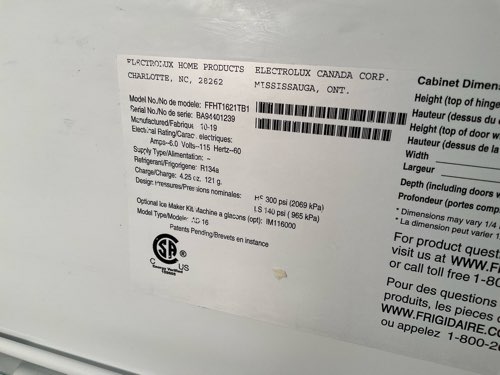 ELECTROLUX HOME PRODUCTS
CHARLOTTE, NC, 28262
ELECTROLUX CANADA CORP.
MISSISSAUGA, ONT.
Model No./No de modele: FFHT1621TB1
Serial No./No de serie: BA94401239
Manufactured/Fabrique: 10-19
Electrical Rating/Carac. electriques:
Amps-6.0 Volts-115 Hertz-60
Supply Type/Alimentation: ~
Refrigerant/Frigorigene: R134a
Charge/Charge: 4.25 oz. 121 g.
Design Pressures/Pressions nominales:
HS 300 psi (2069 kPa)
LS 140 psi ( 965 kPa)
Optional Ice Maker Kit/Machine a glacons (opt): IM116000
Model Type/Modele: 16
Patents Pending/Brevets en instance
SA
C US
Energy Verified
Cabinet Dimen
Height (top of hinge
Hauteur (dessus du
Height (top of door w
Hauteur (dessus de la
Width
Largeur
Depth (including doors w
Profondeur (portes comp
* Dimensions may vary 1/4
* La dimension peut varier
For product quest
visit us at WWW.F
or call toll free 1-80
Pour des questions
produits, les pieces
WWW.FRIGIDAIRE.C
ou appelez 1-800-2